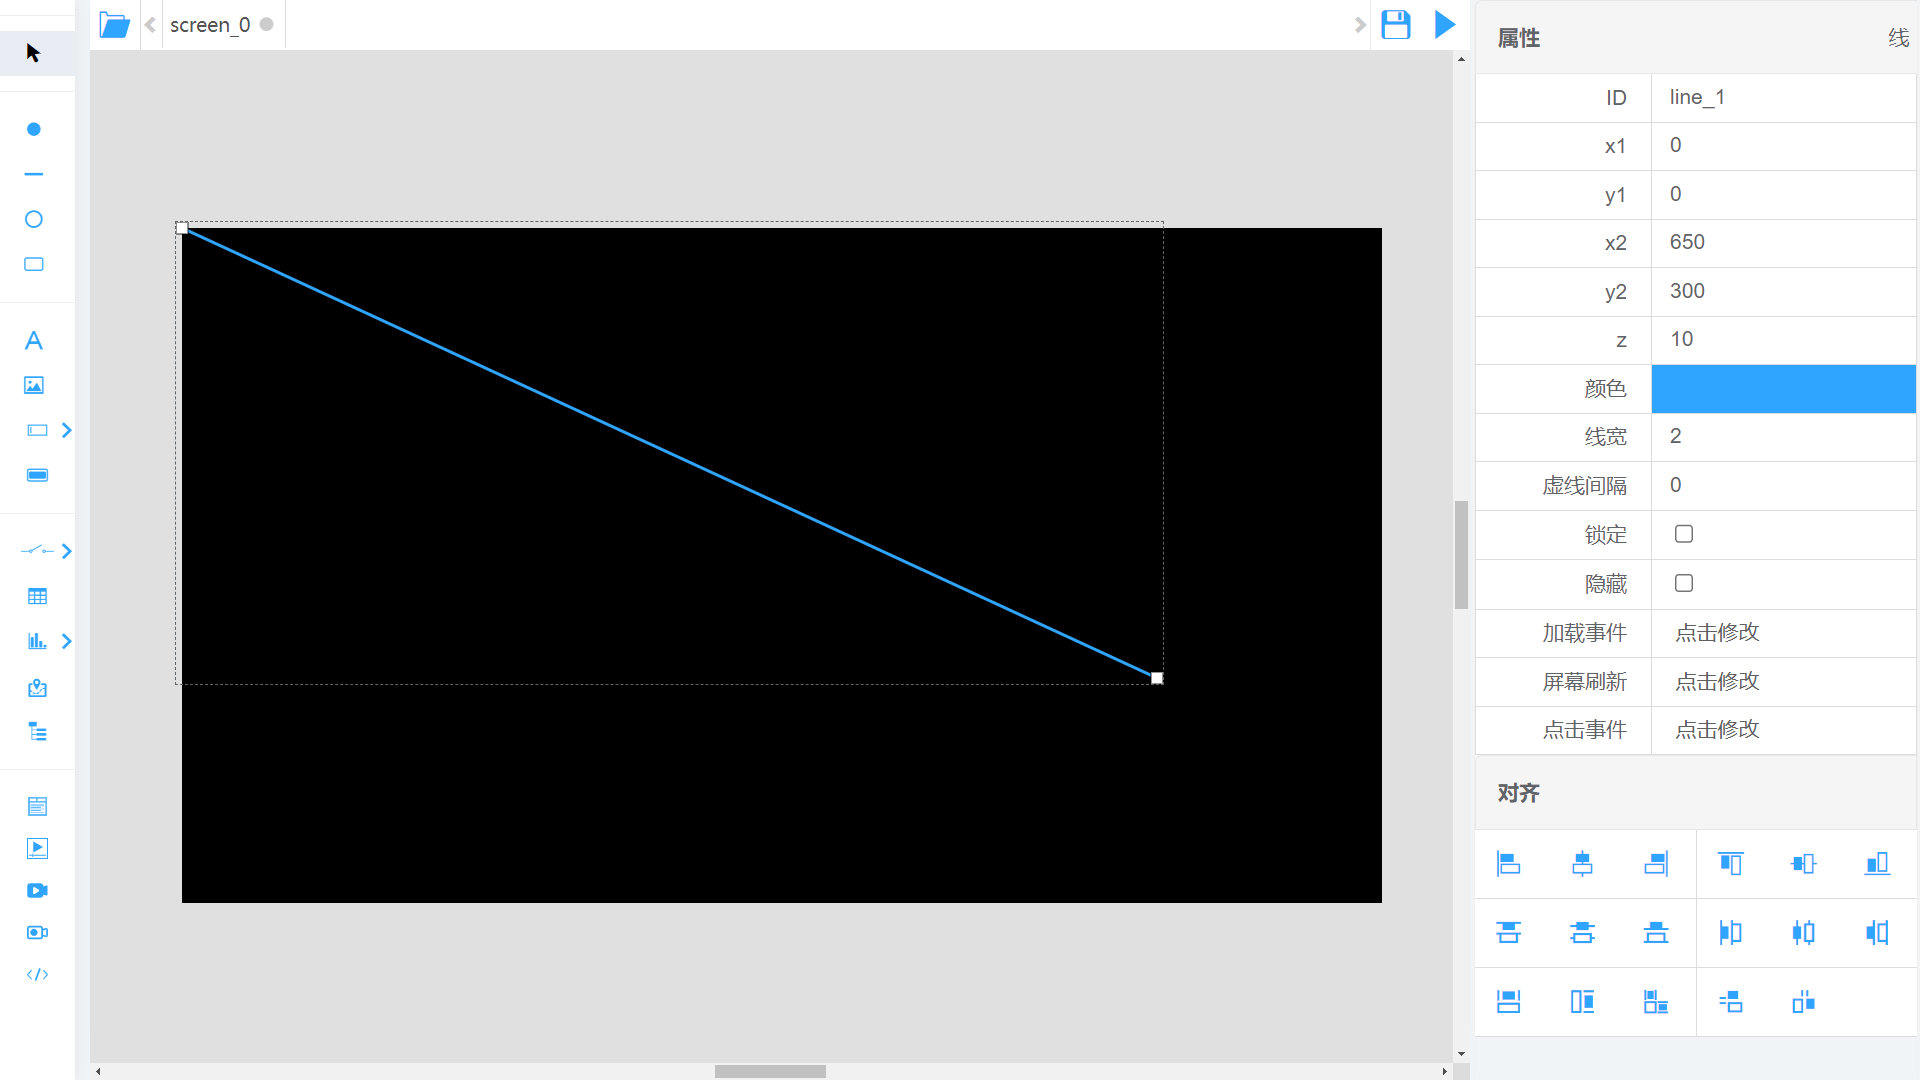 screen_0
属性
线
ID
line_1
x1
0
y1
0
x2
650
y2
300
z
10
颜色
线宽
2
虚线间隔
0
锁定
隐藏
加载事件
点击修改
屏幕刷新
点击修改
点击事件
点击修改
对齐